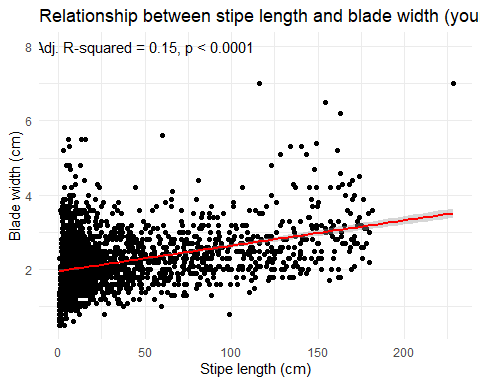 Relationship between stipe length and blade width (you
Adj. R-squared = 0.15, p < 0.0001
8
6
4
2
Blade width (cm)
0 50 100 150 200
Stipe length (cm)